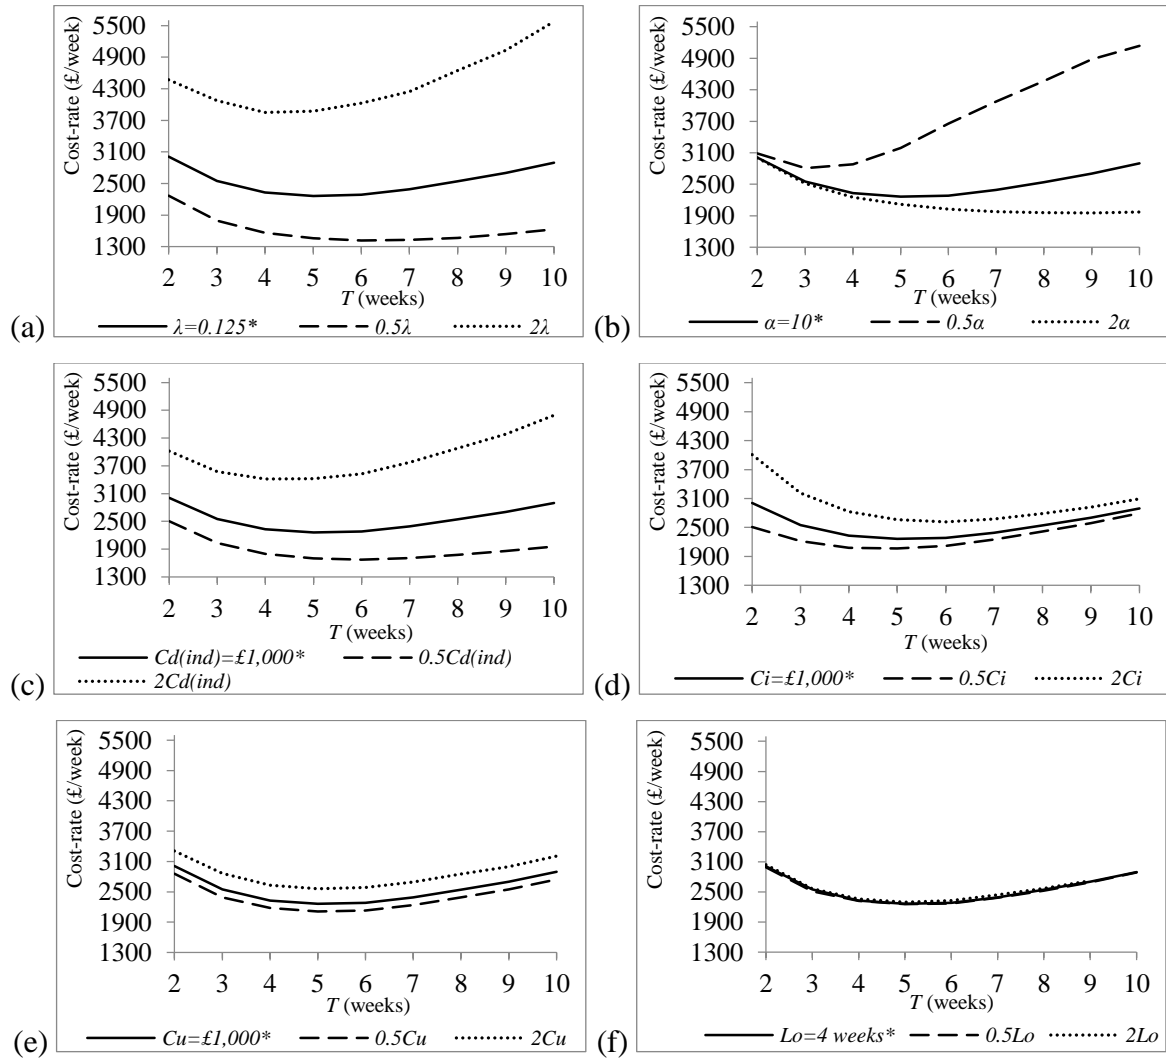 Cost-rate (£/week)
5500
4900
4300
3700
3100
2500
1900
1300
2 3 4 5 6 7 8 9 10
T (weeks)
(a)
λ=0.125* 0.5λ 2λ
Cost-rate (£/week)
5500
4900
4300
3700
3100
2500
1900
1300
2 3 4 5 6 7 8 9 10
T (weeks)
(b)
α=10* 0.5α 2α
Cost-rate (£/week)
5500
4900
4300
3700
3100
2500
1900
1300
2 3 4 5 6 7 8 9 10
T (weeks)
(c)
Cd(ind)=£1,000* 0.5Cd(ind)
2Cd(ind)
Cost-rate (£/week)
5500
4900
4300
3700
3100
2500
1900
1300
2 3 4 5 6 7 8 9 10
T (weeks)
(d)
Ci=£1,000* 0.5Ci 2Ci
Cost-rate (£/week)
5500
4900
4300
3700
3100
2500
1900
1300
2 3 4 5 6 7 8 9 10
T (weeks)
(e)
Cu=£1,000* 0.5Cu 2Cu
Cost-rate (£/week)
5500
4900
4300
3700
3100
2500
1900
1300
2 3 4 5 6 7 8 9 10
T (weeks)
(f)
Lo=4 weeks* 0.5Lo 2Lo